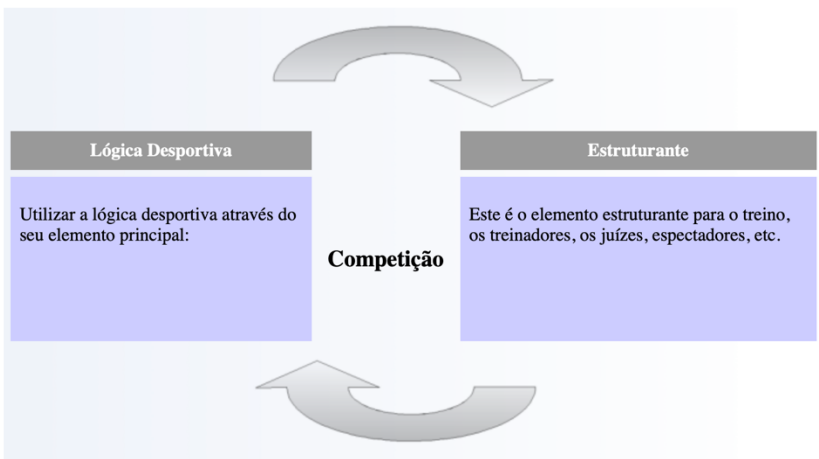 Lógica Desportiva
Utilizar a lógica desportiva através do
seu elemento principal:
Competição
Estruturante
Este é o elemento estruturante para o treino,
os treinadores, os juízes, espectadores, etc.